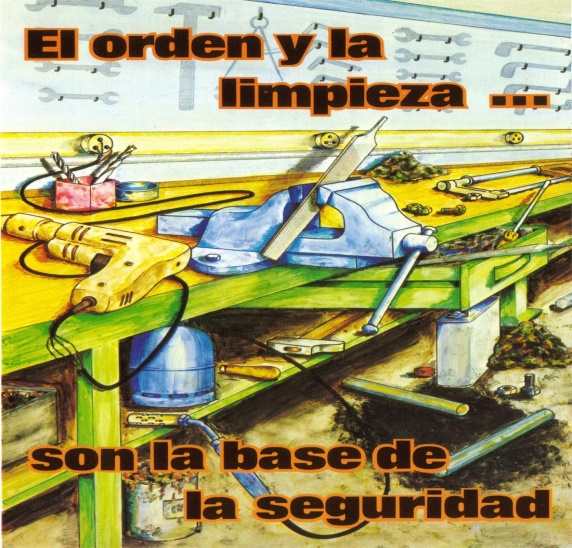 El orden y la
limpieza ...
son la base de
la seguridad